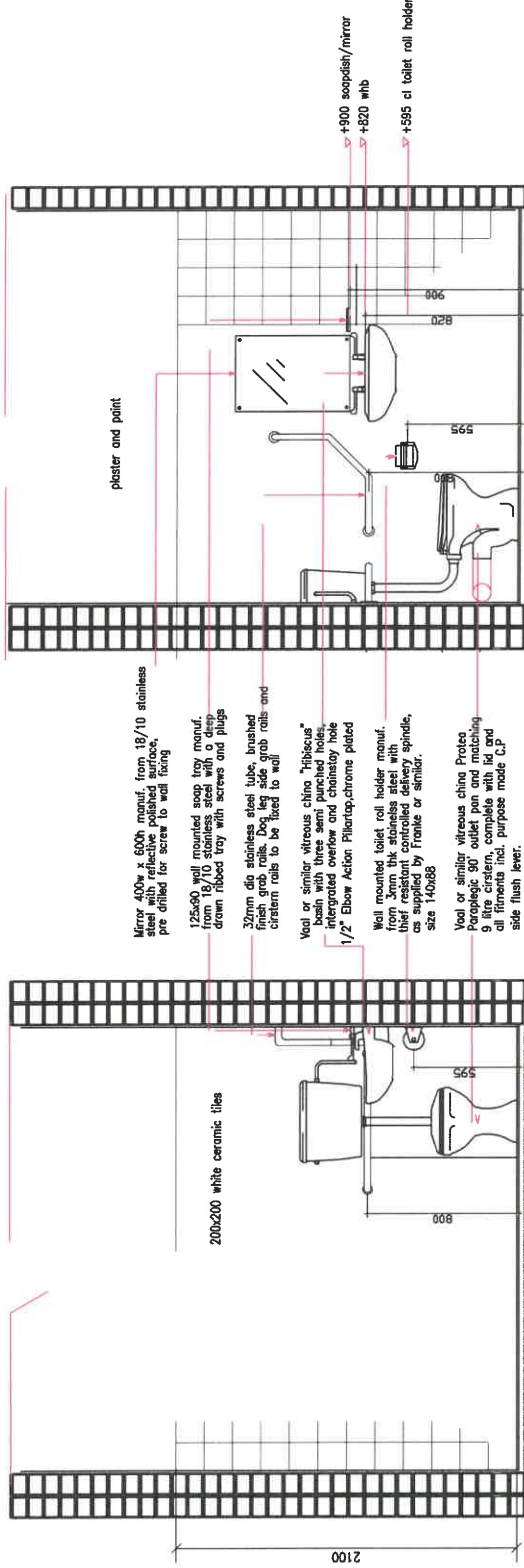 2100
200x200 white ceramic tiles
800
595
Mirror 400w x 600h manuf. from 18/10 stainless
steel with reflective polished surface,
pre drilled for screw to wall fixing
125x90 wall mounted soap tray manuf.
from 18/10 stainless steel with a deep
drawn ribbed tray with screws and plugs
32mm dia stainless steel tube, brushed
finish grab rails. Dog leg side grab rails and
cirstern rails to be fixed to wall
Vaal or similar vitreous china "Hibiscus"
basin with three semi punched holes,
intergrated overlow and chainstay hole
1/2" Elbow Action Pillartap,chrome plated
Wall mounted toilet roll holder manuf.
from 3mm thk stainless steel with
thief resistant controlled delivery spindle,
as supplied by Franke or similar.
size 140x88
Vaal or similar vitreous china Protea
Paraplegic 90° outlet pan and matching
9 litre cirstern, complete with lid and
all fitments incl. purpose made C.P
side flush lever.
plaster and paint
595
820
900
+900 soapdish/mirror
+820 whb
+595 cl toilet roll holder